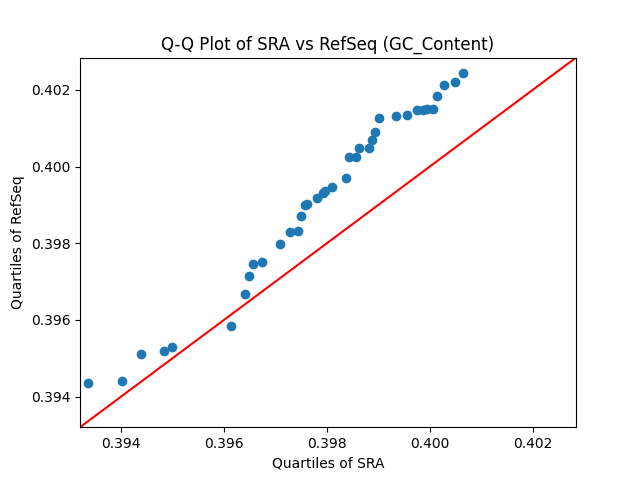 Q-Q Plot of SRA vs RefSeq (GC_Content)
Quartiles of RefSeq
0.402
0.400
0.398
0.396
0.394
0.394 0.396 0.398 0.400 0.402
Quartiles of SRA